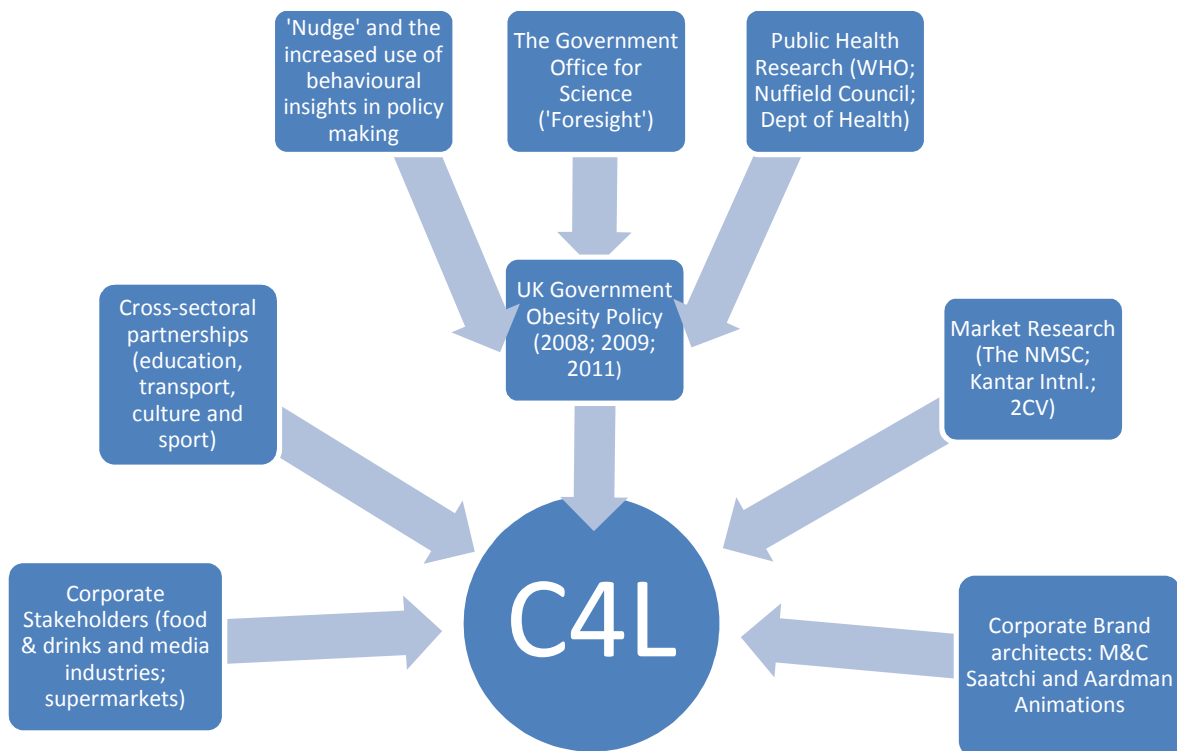 'Nudge' and the
increased use of
behavioural
insights in policy
making
The Government
Office for
Science
('Foresight')
Public Health
Research (WHO;
Nuffield Council;
Dept of Health)
UK Government
Obesity Policy
(2008; 2009;
2011)
Cross-sectoral
partnerships
(education,
transport,
culture and
sport)
Market Research
(The NMSC;
Kantar Intnl.;
2CV)
C4L
Corporate
Stakeholders (food
& drinks and media
industries;
supermarkets)
Corporate Brand
architects: M&C
Saatchi and Aardman
Animations